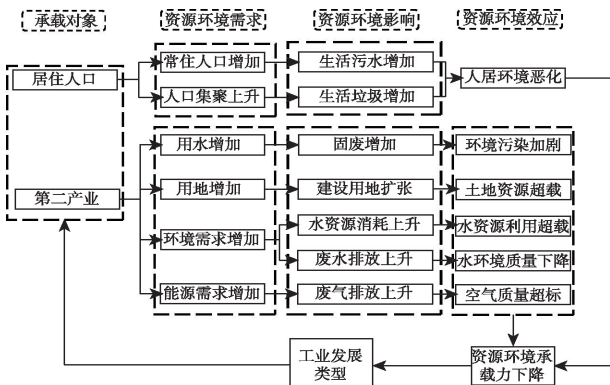 承载对象 资源环境需求 资源环境影响 资源环境效应
居住人口
常住人口增加 生活污水增加
人口集聚上升 生活垃圾增加
人居环境恶化
第二产业
用水增加 固废增加 环境污染加剧
用地增加 建设用地扩张 土地资源超载
环境需求增加
水资源消耗上升 水资源利用超载
废水排放上升 水环境质量下降
能源需求增加 废气排放上升 空气质量超标
工业发展
类型
资源环境承
载力下降